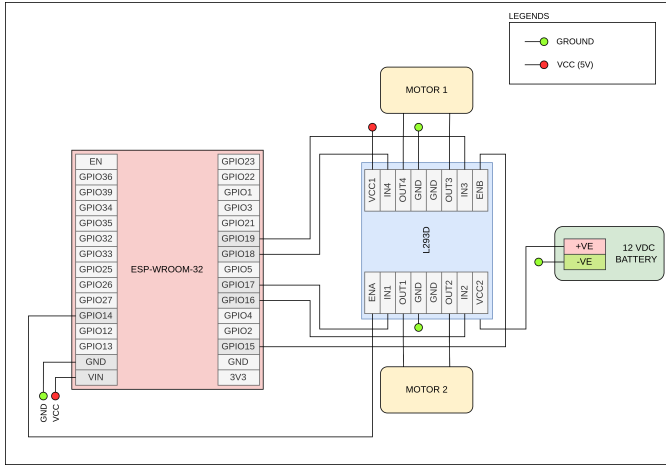 LEGENDS
GROUND
VCC (5V)
MOTOR 1
EN
GPIO36
GPIO39
GPIO34
GPIO35
GPIO32
GPIO33
GPIO25
GPIO26
GPIO27
GPIO14
GPIO12
GPIO13
GND
VIN
ESP-WROOM-32
GPIO23
GPIO22
GPIO1
GPIO3
GPIO21
GPIO19
GPIO18
GPIO5
GPIO17
GPIO16
GPIO4
GPIO2
GPIO15
GND
3V3
GND
VCC
VCC1
IN4
OUT4
GND
GND
OUT3
IN3
ENB
L293D
ENA
IN1
OUT1
GND
GND
OUT2
IN2
VCC2
MOTOR 2
+VE
-VE
12 VDC
BATTERY